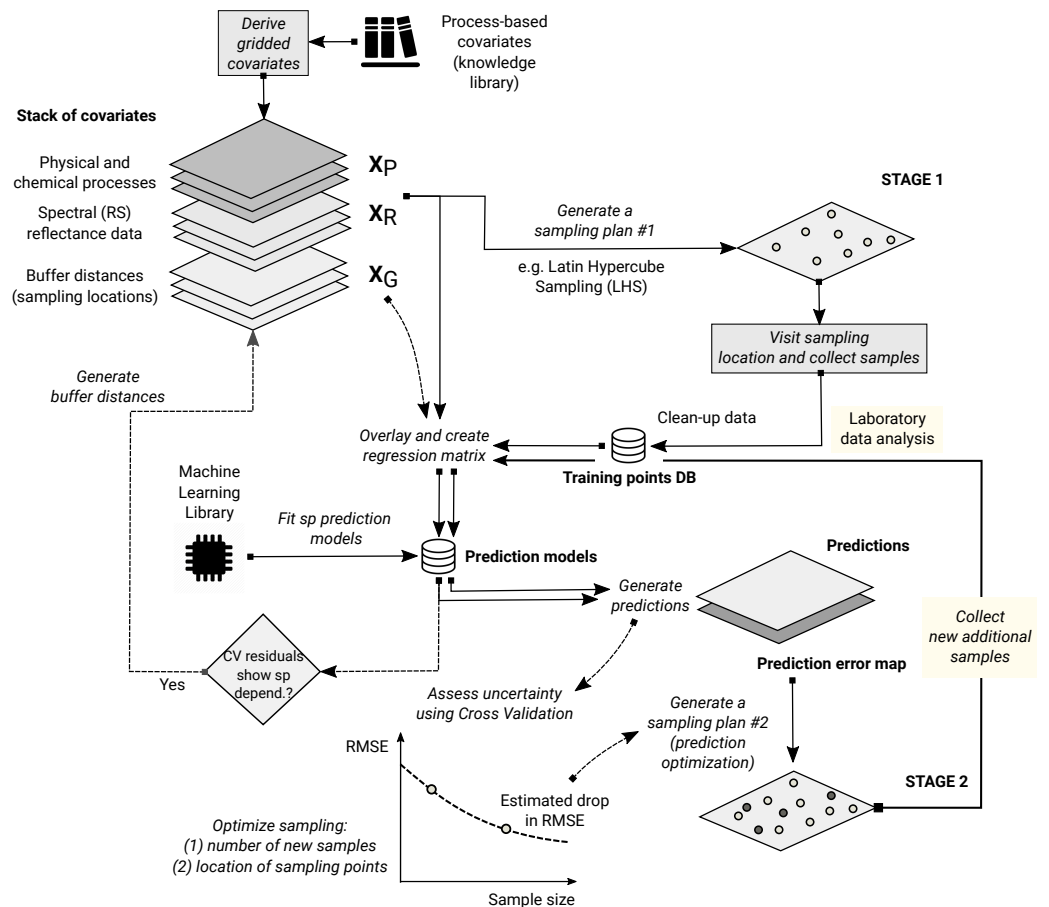 Derive
gridded
covariates
Process-based
covariates
(knowledge
library)
Stack of covariates
Physical and
chemical processes
XP
Spectral (RS)
reflectance data
XR
Buffer distances
(sampling locations)
XG
STAGE 1
Generate a
sampling plan #1
e.g. Latin Hypercube
Sampling (LHS)
Visit sampling
location and collect samples
Generate
buffer distances
Clean-up data
Laboratory
data analysis
Overlay and create
regression matrix
Training points DB
Machine
Learning
Library
Fit sp prediction
models
Prediction models
Predictions
Generate
predictions
Collect
new additional
samples
CV residuals
show sp
depend.?
Yes
Prediction error map
Assess uncertainty
using Cross Validation
Generate a
sampling plan #2
(prediction
optimization)
RMSE
STAGE 2
Estimated drop
in RMSE
Optimize sampling:
(1) number of new samples
(2) location of sampling points
Sample size